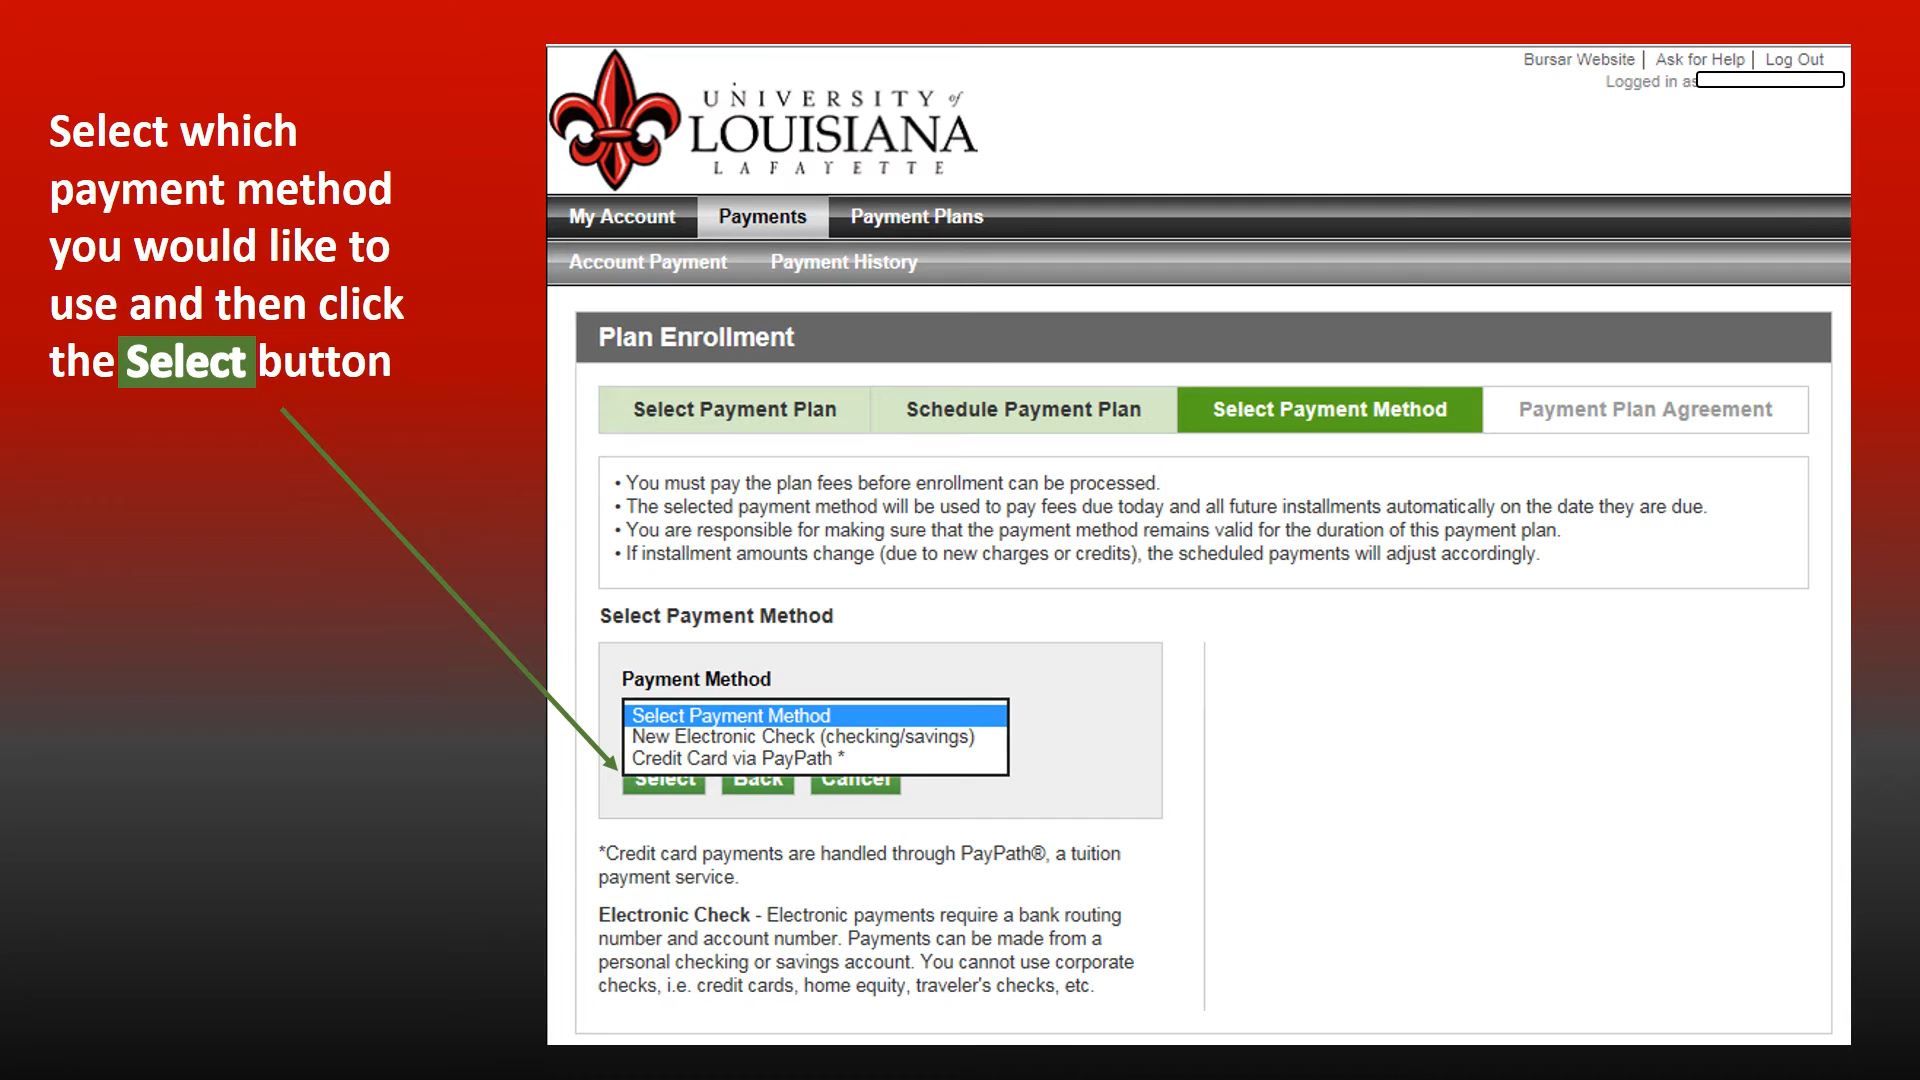 Select which
payment method
you would like to
use and then click
the Select button
UNIVERSITY of
LOUISIANA
LAFAYETTE
Bursar Website | Ask for Help | Log Out
Logged in as
My Account Payments Payment Plans
Account Payment Payment History
Plan Enrollment
Select Payment Plan Schedule Payment Plan Select Payment Method Payment Plan Agreement
• You must pay the plan fees before enrollment can be processed.
• The selected payment method will be used to pay fees due today and all future installments automatically on the date they are due.
• You are responsible for making sure that the payment method remains valid for the duration of this payment plan.
• If installment amounts change (due to new charges or credits), the scheduled payments will adjust accordingly.
Select Payment Method
Payment Method
Select Payment Method
New Electronic Check (checking/savings)
Credit Card via PayPath *
Select Back Cancel
*Credit card payments are handled through PayPath®, a tuition
payment service.
Electronic Check - Electronic payments require a bank routing
number and account number. Payments can be made from a
personal checking or savings account. You cannot use corporate
checks, i.e. credit cards, home equity, traveler's checks, etc.